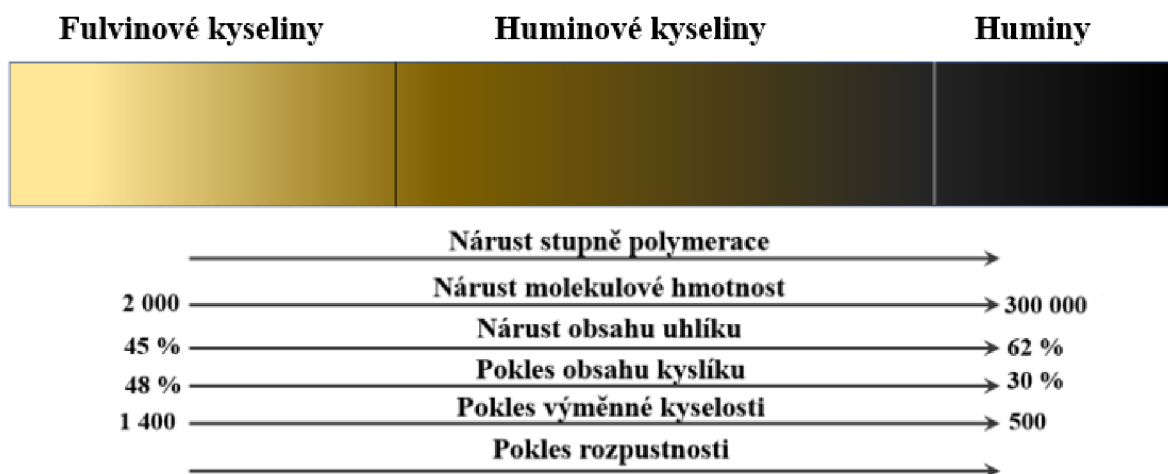 Fulvinové kyseliny Huminové kyseliny Huminy
Nárust stupně polymerace
2 000 Nárust molekulové hmotnost 300 000
45 % Nárust obsahu uhlíku 62 %
48 % Pokles obsahu kyslíku 30 %
1 400 Pokles výměnné kyselosti 500
Pokles rozpustnosti